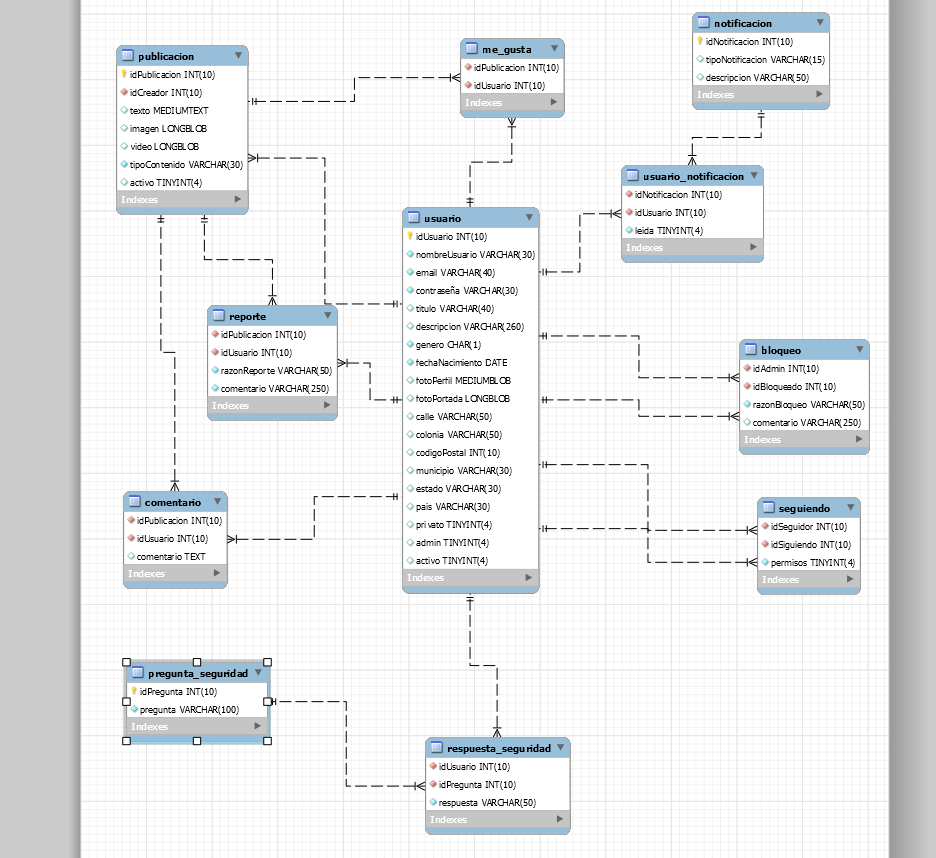 publicacion
idPublicacion INT(10)
idCreador INT(10)
texto MEDIUMTEXT
imagen LONGBLOB
video LONGBLOB
tipoContenido VARCHAR(30)
activo TINYINT(4)
Indexes
me_gusta
idPublicacion INT(10)
idUsuario INT(10)
Indexes
notificacion
idNotificacion INT(10)
tipoNotificacion VARCHAR(15)
descripcion VARCHAR(50)
Indexes
usuario_notificacion
idNotificacion INT(10)
idUsuario INT(10)
leida TINYINT(4)
Indexes
usuario
idUsuario INT(10)
nombreUsuario VARCHAR(30)
email VARCHAR(40)
contraseña VARCHAR(30)
titulo VARCHAR(40)
descripcion VARCHAR(260)
genero CHAR(1)
fechaNacimiento DATE
fotoPerfil MEDIUMBLOB
fotoPortada LONGBLOB
calle VARCHAR(50)
colonia VARCHAR(50)
codigoPostal INT(10)
municipio VARCHAR(30)
estado VARCHAR(30)
pais VARCHAR(30)
privato TINYINT(4)
admin TINYINT(4)
activo TINYINT(4)
Indexes
reporte
idPublicacion INT(10)
idUsuario INT(10)
razonReporte VARCHAR(50)
comentario VARCHAR(250)
Indexes
bloqueo
idAdmin INT(10)
idBloqueado INT(10)
razonBloqueo VARCHAR(50)
comentario VARCHAR(250)
Indexes
comentario
idPublicacion INT(10)
idUsuario INT(10)
comentario TEXT
Indexes
seguiendo
idSeguidor INT(10)
idSiguiendo INT(10)
permisos TINYINT(4)
Indexes
pregunta_seguridad
idPregunta INT(10)
pregunta VARCHAR(100)
Indexes
respuesta_seguridad
idUsuario INT(10)
idPregunta INT(10)
respuesta VARCHAR(50)
Indexes